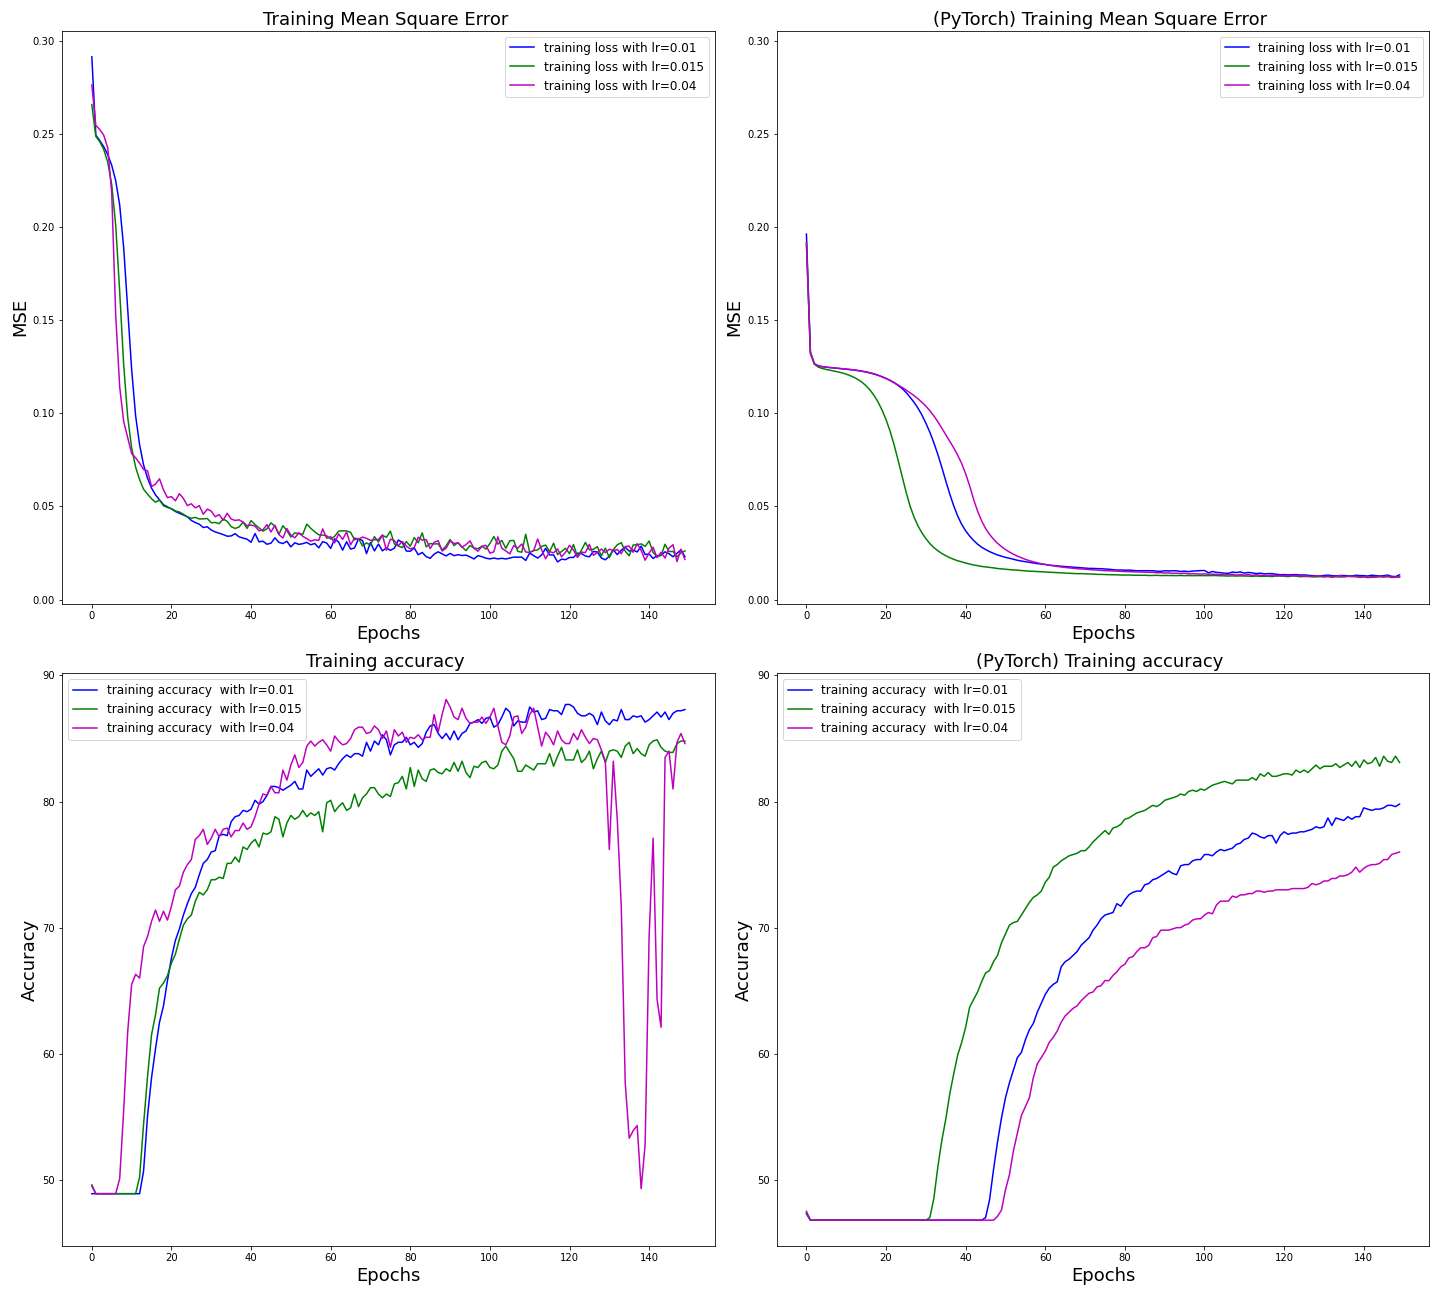 Training Mean Square Error
0.30
0.25
0.20
0.15
0.10
0.05
0.00
MSE
training loss with lr=0.01
training loss with lr=0.015
training loss with lr=0.04
0 20 40 60 80 100 120 140
Epochs
(PyTorch) Training Mean Square Error
0.30
0.25
0.20
0.15
0.10
0.05
0.00
MSE
training loss with lr=0.01
training loss with lr=0.015
training loss with lr=0.04
0 20 40 60 80 100 120 140
Epochs
Training accuracy
90
80
70
60
50
Accuracy
training accuracy  with lr=0.01
training accuracy  with lr=0.015
training accuracy  with lr=0.04
0 20 40 60 80 100 120 140
Epochs
(PyTorch) Training accuracy
90
80
70
60
50
Accuracy
training accuracy  with lr=0.01
training accuracy  with lr=0.015
training accuracy  with lr=0.04
0 20 40 60 80 100 120 140
Epochs